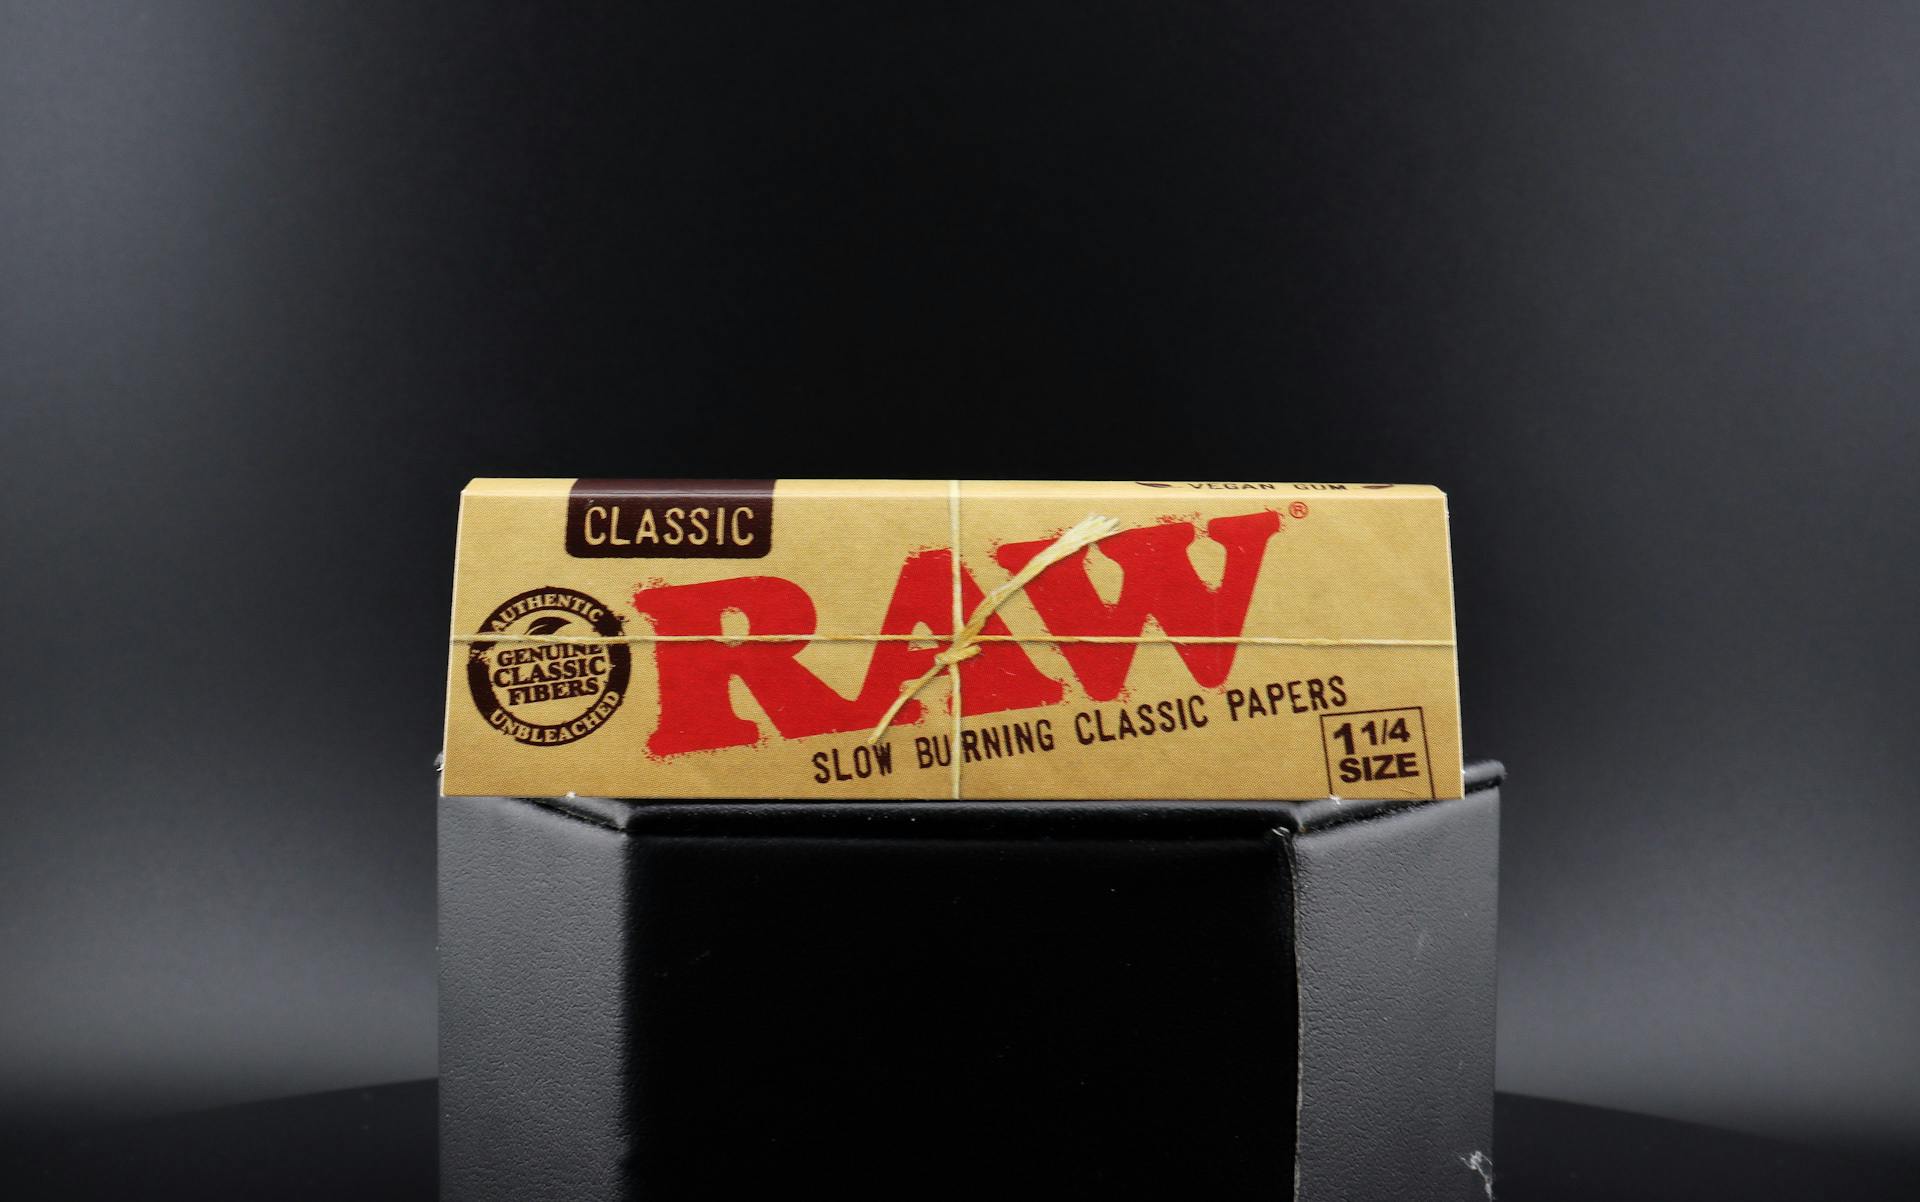 VEGAN GUM
CLASSIC
RAW®
AUTHENTIC
GENUINE
CLASSIC
FIBERS
UNBLEACHED
SLOW BURNING CLASSIC PAPERS
1 1/4
SIZE